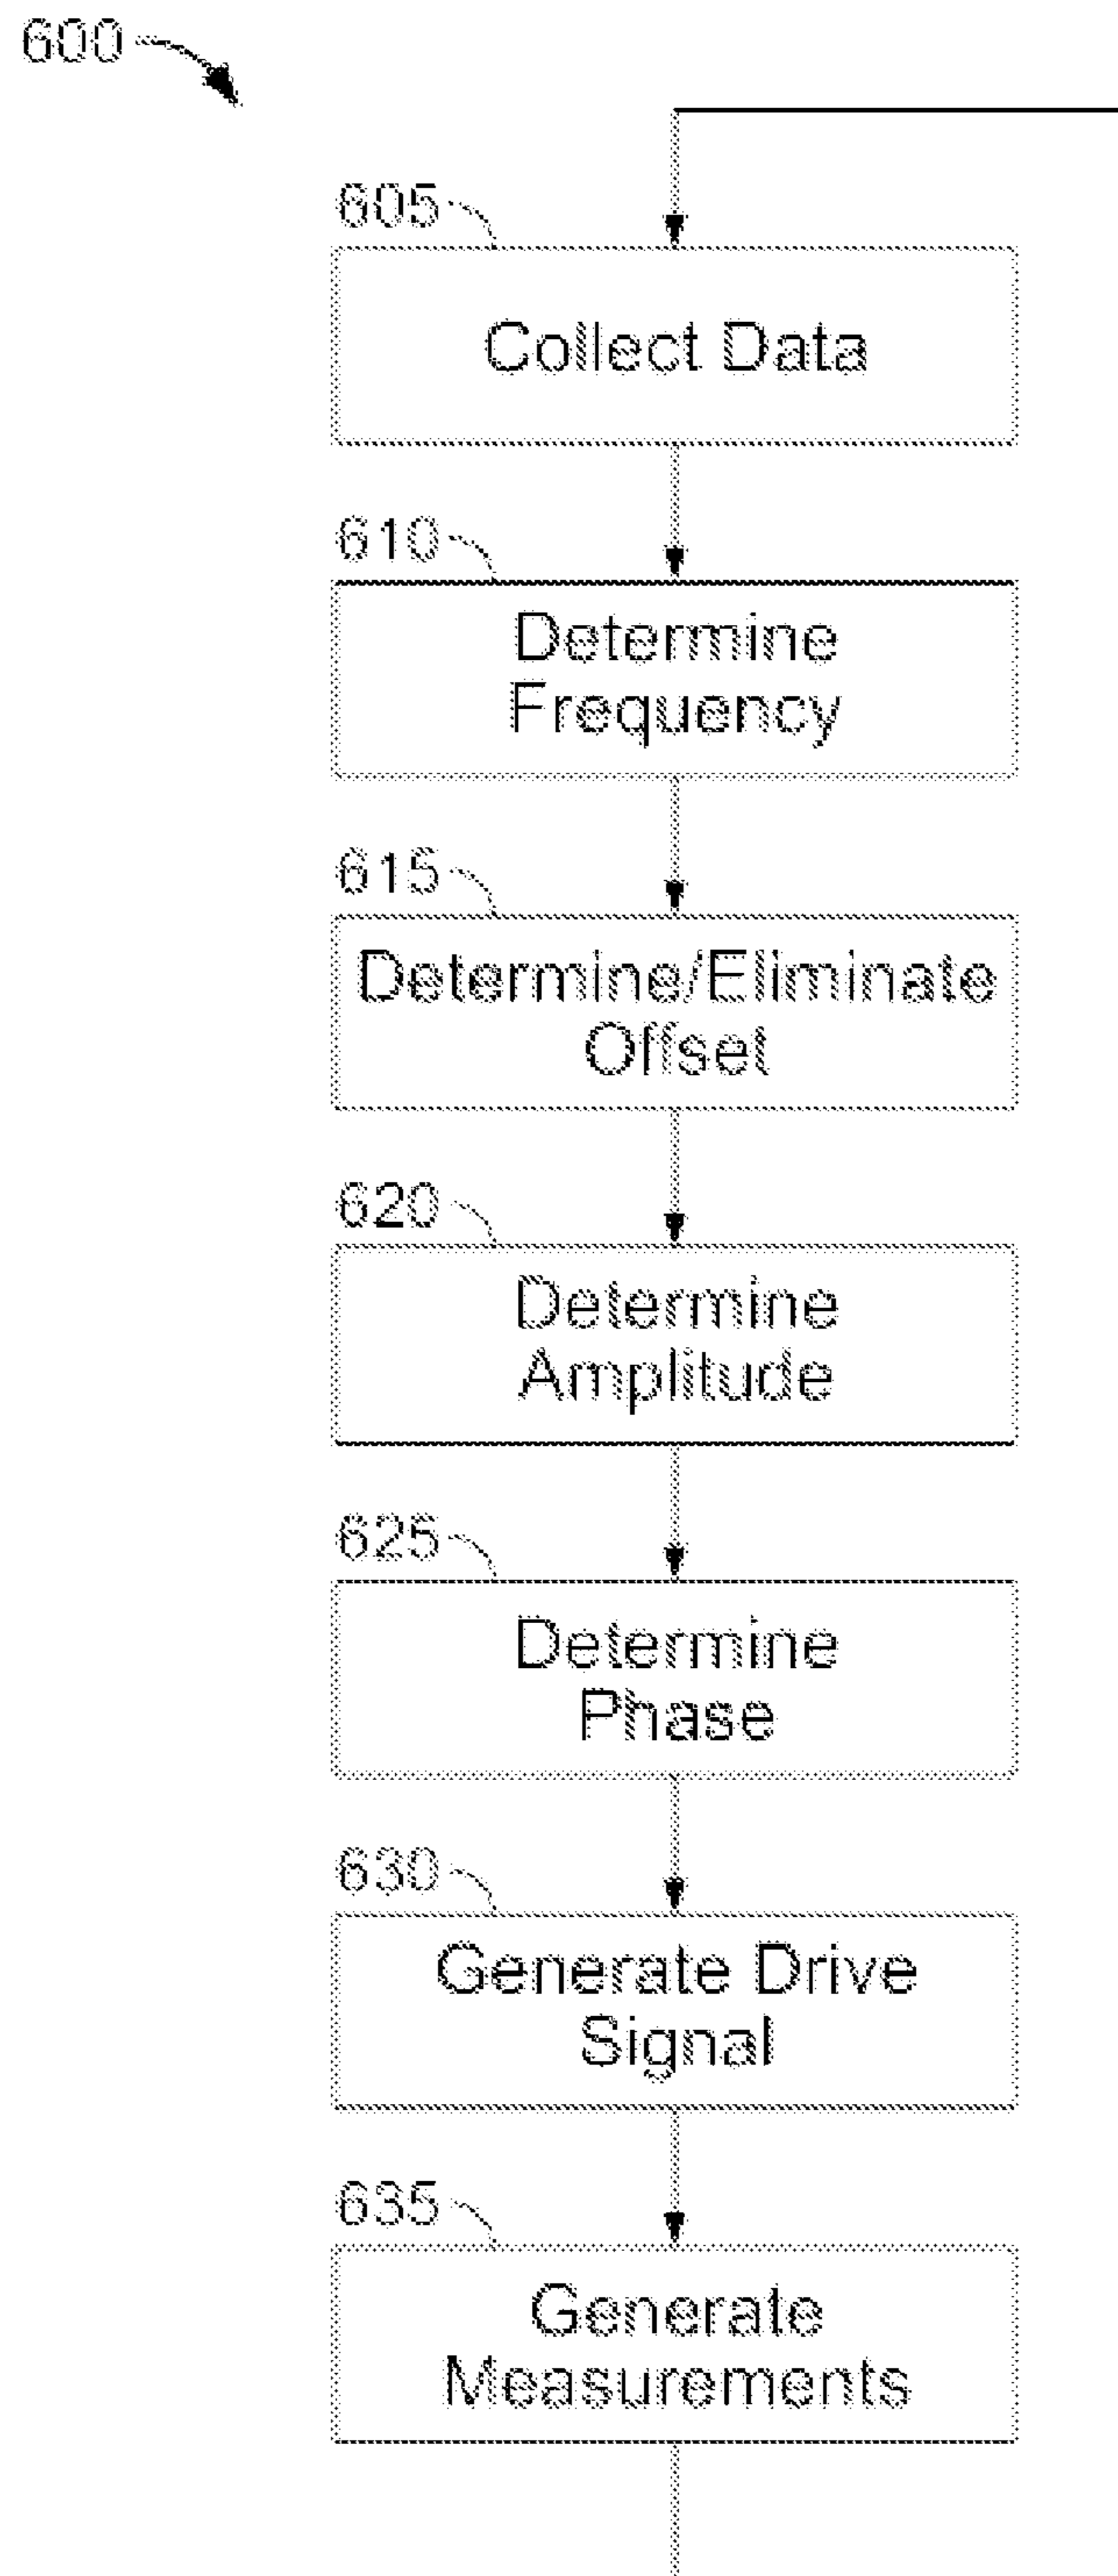 600
605
Collect Data
610
Determine
Frequency
615
Determine/Eliminate
Offset
620
Determine
Amplitude
625
Determine
Phase
630
Generate Drive
Signal
635
Generate
Measurements